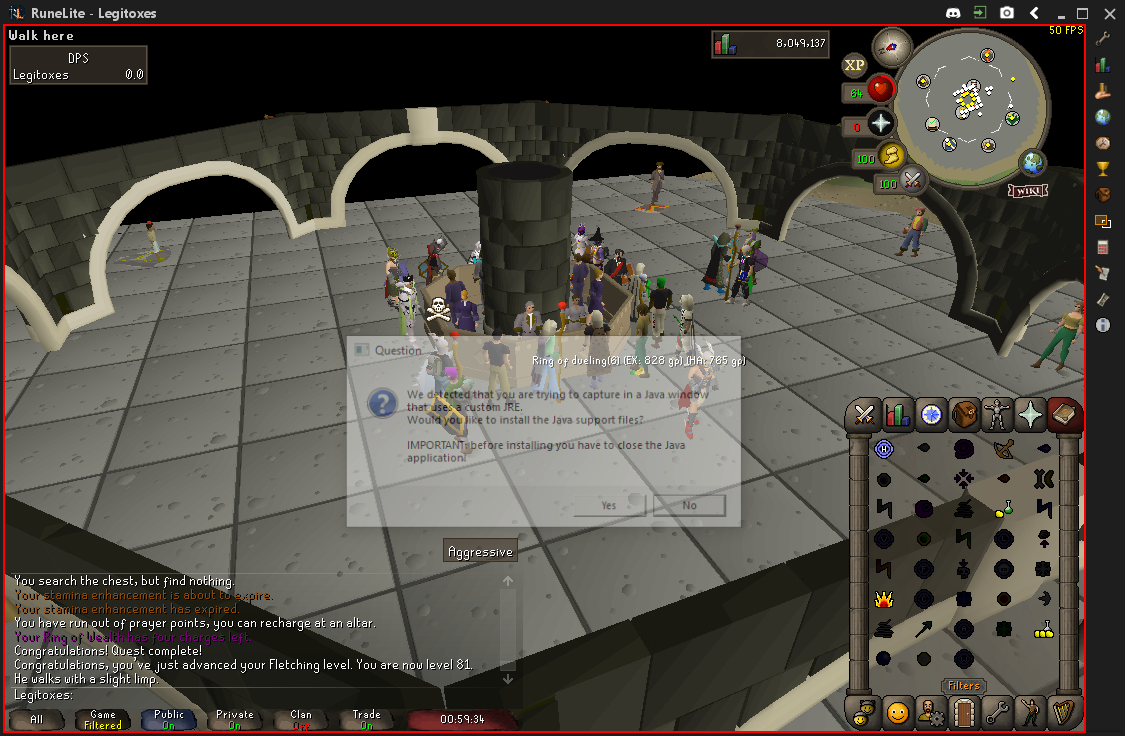 RuneLite - Legitoxes
Walk here
50 FPS
DPS
Legitoxes 0.0
8,049,137
XP
64
0
100
100
WIKI
Question
Ring of dueling(6) (EX: 828 gp) (HA: 765 gp)
We detected that you are trying to capture in a Java window
that uses a custom JRE.
Would you like to install the Java support files?
IMPORTANT: before installing you have to close the Java
application!
Yes No
Aggressive
You search the chest, but find nothing.
Your stamina enhancement is about to expire.
Your stamina enhancement has expired.
You have run out of prayer points, you can recharge at an altar.
Your Ring of Wealth has four charges left.
Congratulations! Quest complete!
Congratulations, you've just advanced your Fletching level. You are now level 81.
He walks with a slight limp.
Legitoxes:
Filters
All
Game
Filtered
Public
On
Private
On
Clan
Off
Trade
On
00:59:34